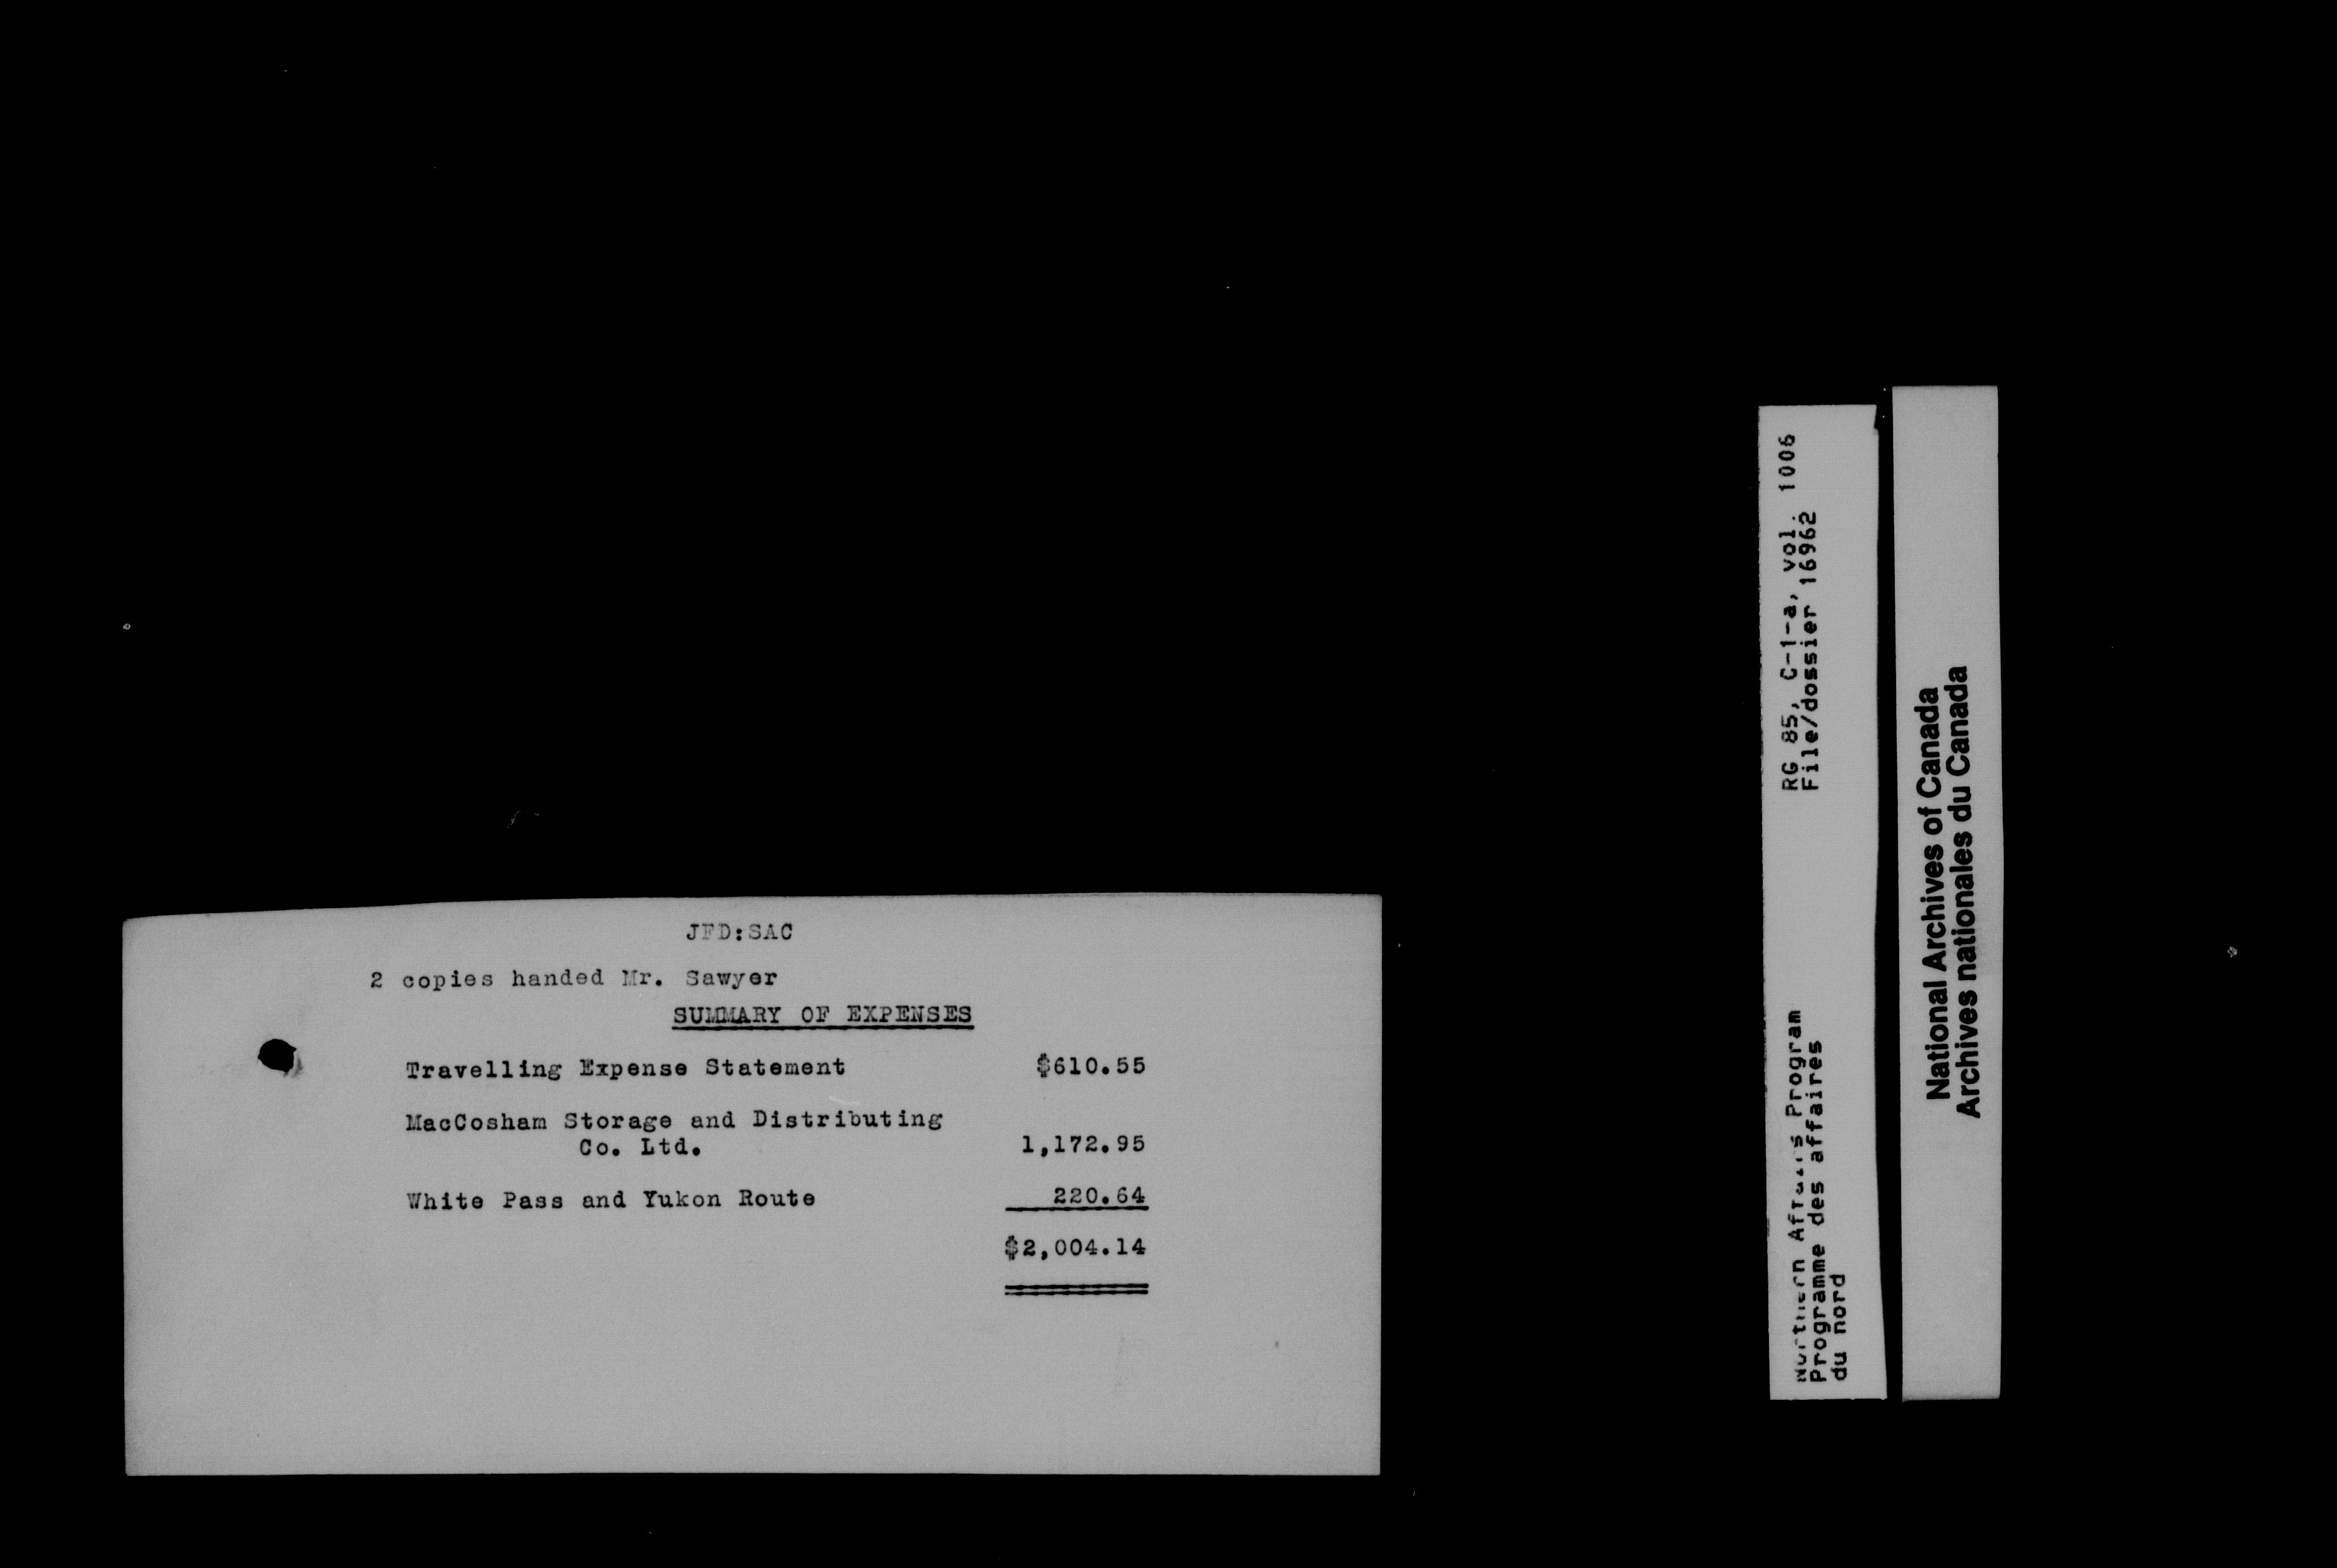 JFD:SAC
2 copies handed Mr. Sawyer
SUMMARY OF EXPENSES
Travelling Expense Statement $610.55
MacCosham Storage and Distributing
Co. Ltd. 1,172.95
White Pass and Yukon Route 220.64
$2,004.14
Northern Affairs Program RG 85, C-1-a, vol. 1006
Programme des affaires File/dossier 16962
du nord
National Archives of Canada
Archives nationales du Canada